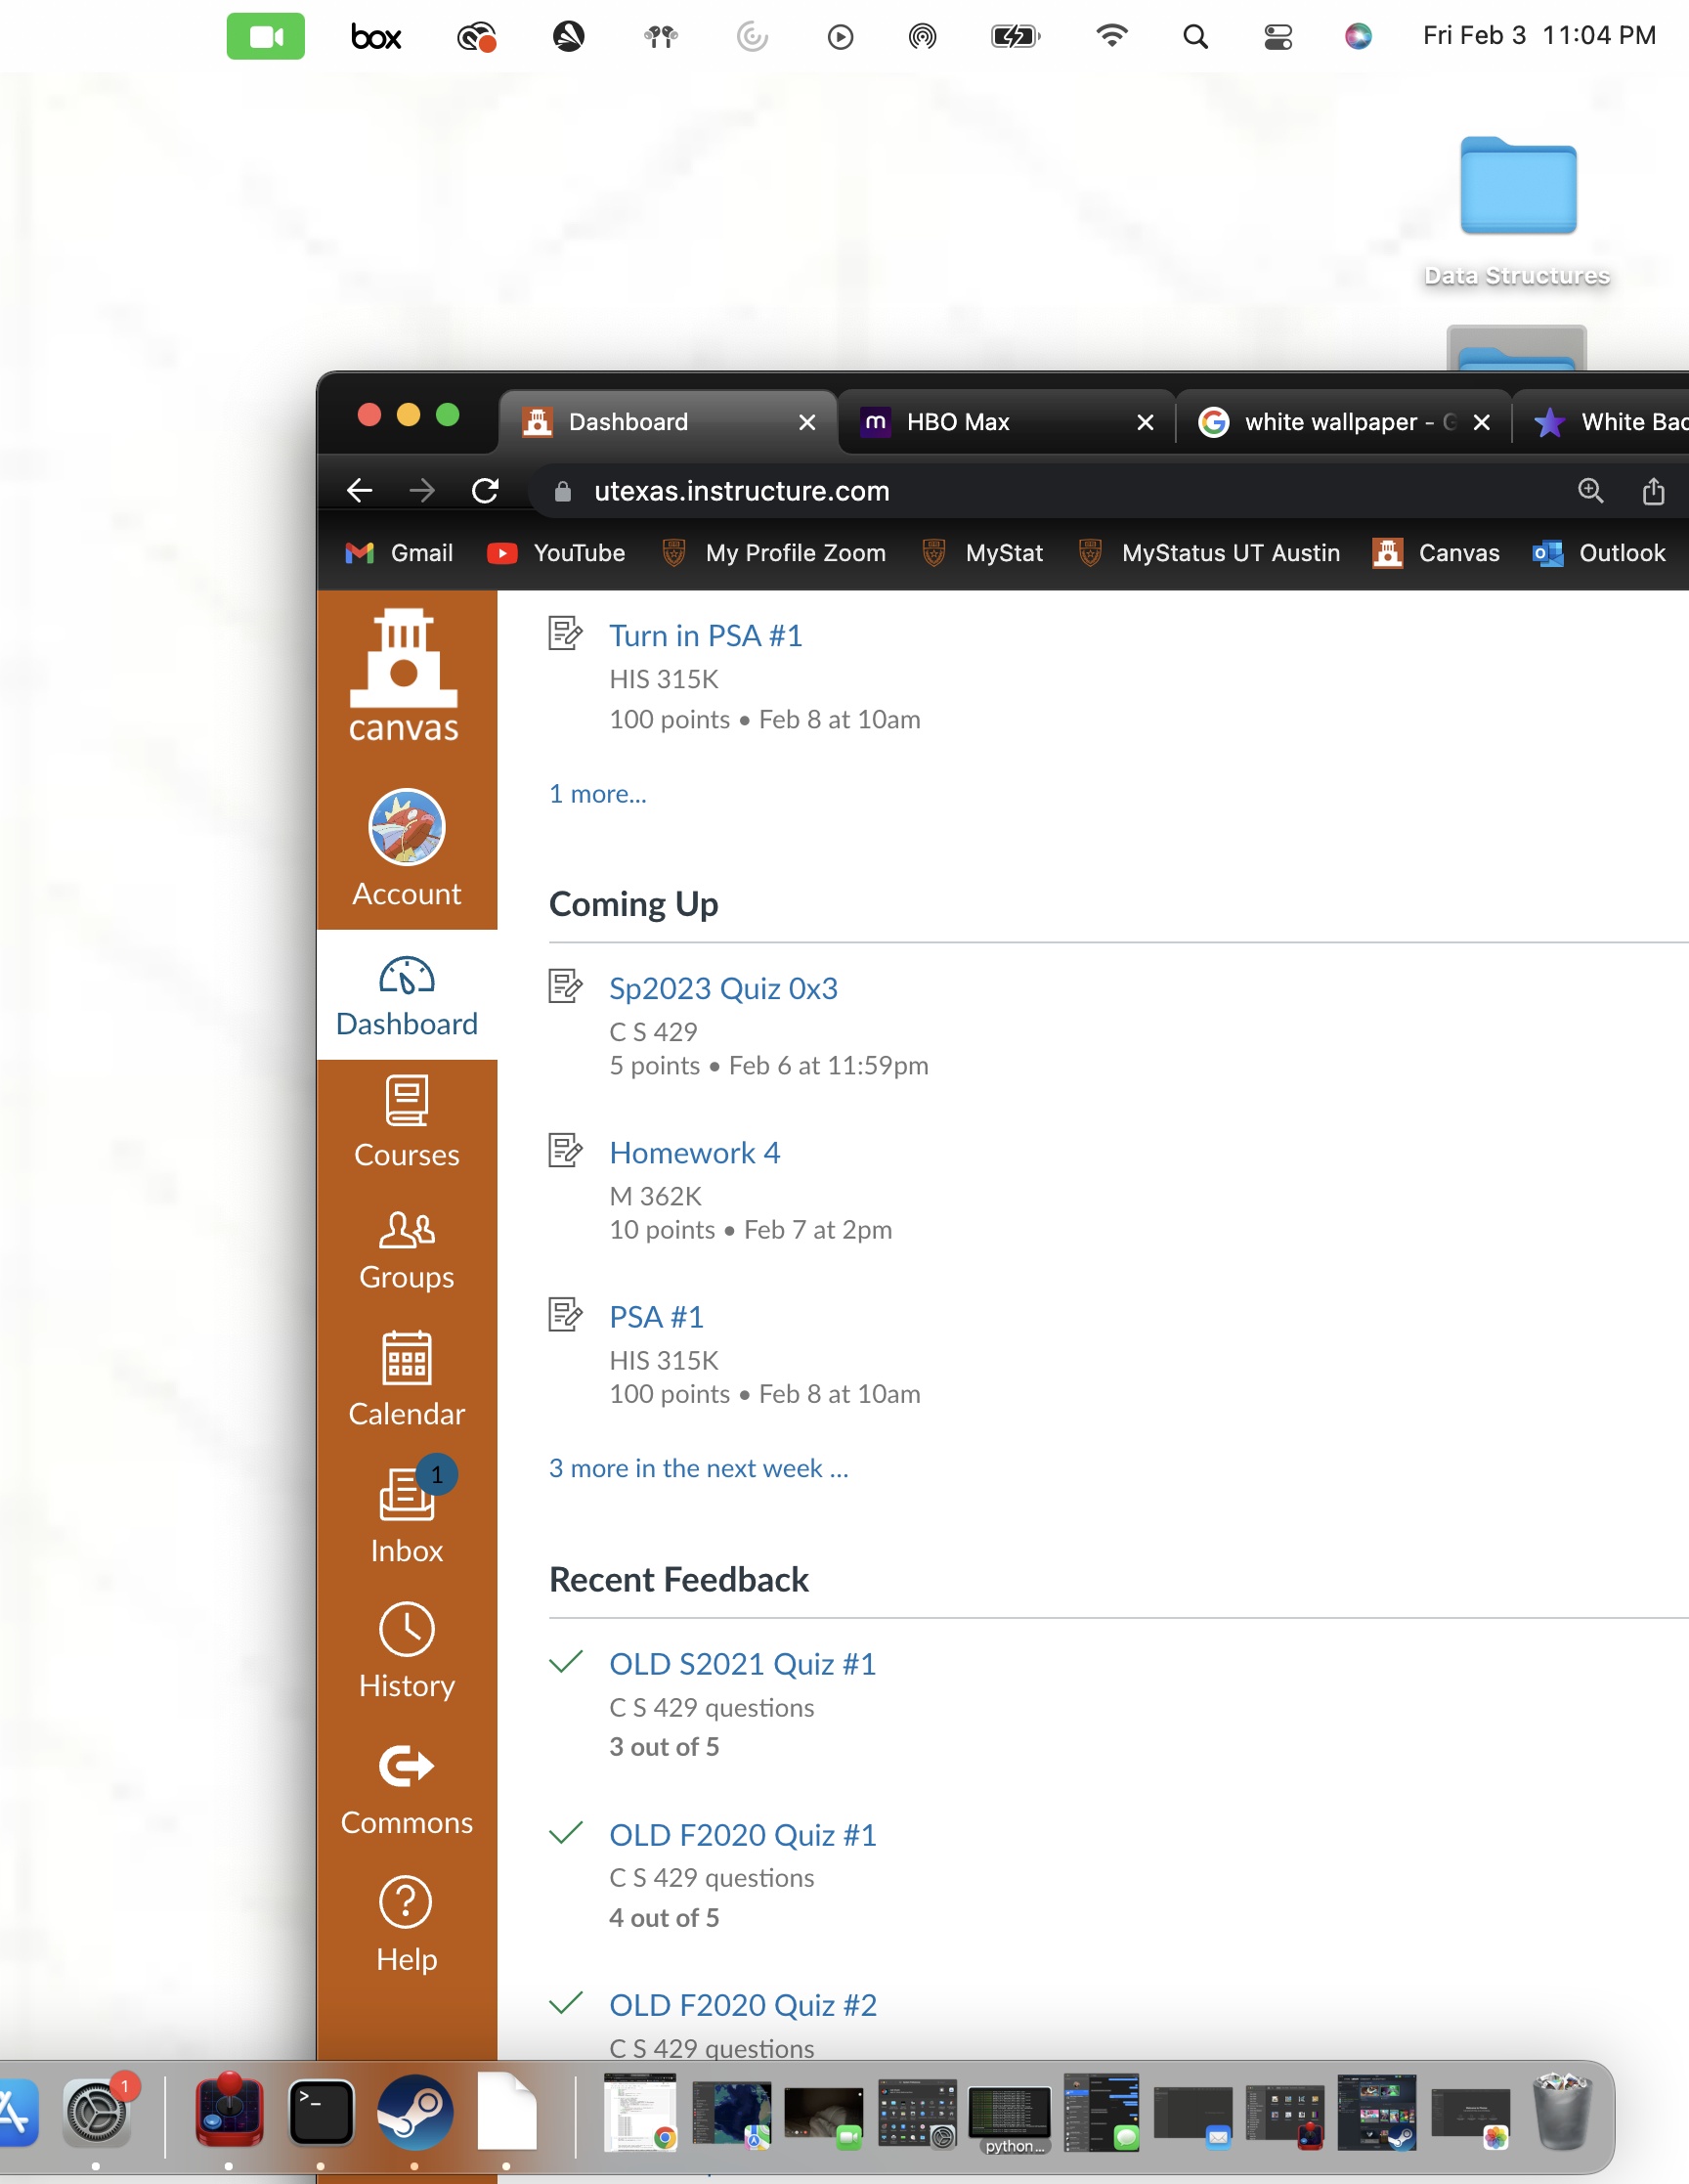 box
Fri Feb 3 11:04 PM
Data Structures
Dashboard
m
HBO Max
white wallpaper - G
White Bac
utexas.instructure.com
Gmail
YouTube
My Profile Zoom
MyStat
MyStatus UT Austin
Canvas
Outlook
canvas
Account
Dashboard
Courses
Groups
Calendar
1
Inbox
History
Commons
Help
Turn in PSA #1
HIS 315K
100 points • Feb 8 at 10am
1 more...
Coming Up
Sp2023 Quiz 0x3
C S 429
5 points • Feb 6 at 11:59pm
Homework 4
M 362K
10 points • Feb 7 at 2pm
PSA #1
HIS 315K
100 points • Feb 8 at 10am
3 more in the next week ...
Recent Feedback
OLD S2021 Quiz #1
C S 429 questions
3 out of 5
OLD F2020 Quiz #1
C S 429 questions
4 out of 5
OLD F2020 Quiz #2
C S 429 questions
1
>_
python...